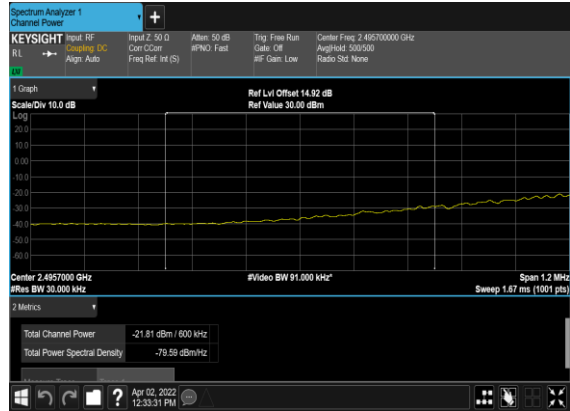 Spectrum Analyzer 1
Channel Power
+
KEYSIGHT Input: RF Input Z: 50 Ω Atten: 50 dB Trig: Free Run Center Freq: 2.495700000 GHz
RL Coupling: DC Corr CCorr #PNO: Fast Gate: Off Avg|Hold: 500/500
Align: Auto Freq Ref: Int (S) #IF Gain: Low Radio Std: None
1 Graph
Ref Lvl Offset 14.92 dB
Scale/Div 10.0 dB Ref Value 30.00 dBm
Log
20.0
10.0
0.00
-10.0
-20.0
-30.0
-40.0
-50.0
-60.0
Center 2.4957000 GHz #Video BW 91.000 kHz* Span 1.2 MHz
#Res BW 30.000 kHz Sweep 1.67 ms (1001 pts)
2 Metrics
Total Channel Power -21.81 dBm / 600 kHz
Total Power Spectral Density -79.59 dBm/Hz
? Apr 02, 2022
12:33:31 PM